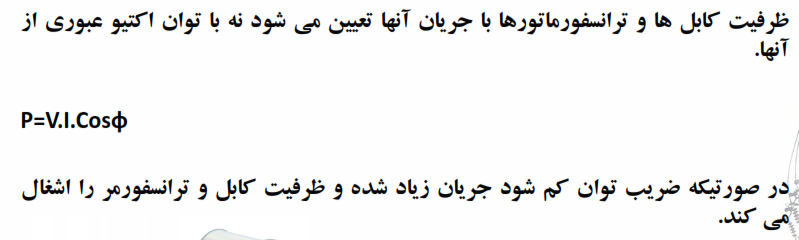 ظرفیت کابل ها و ترانسفورماتورها با جریان آنها تعیین می شود نه با توان اکتیو عبوری از
آنها.
P=V.I.Cosϕ
در صورتیکه ضریب توان کم شود جریان زیاد شده و ظرفیت کابل و ترانسفورمر را اشغال
می کند.